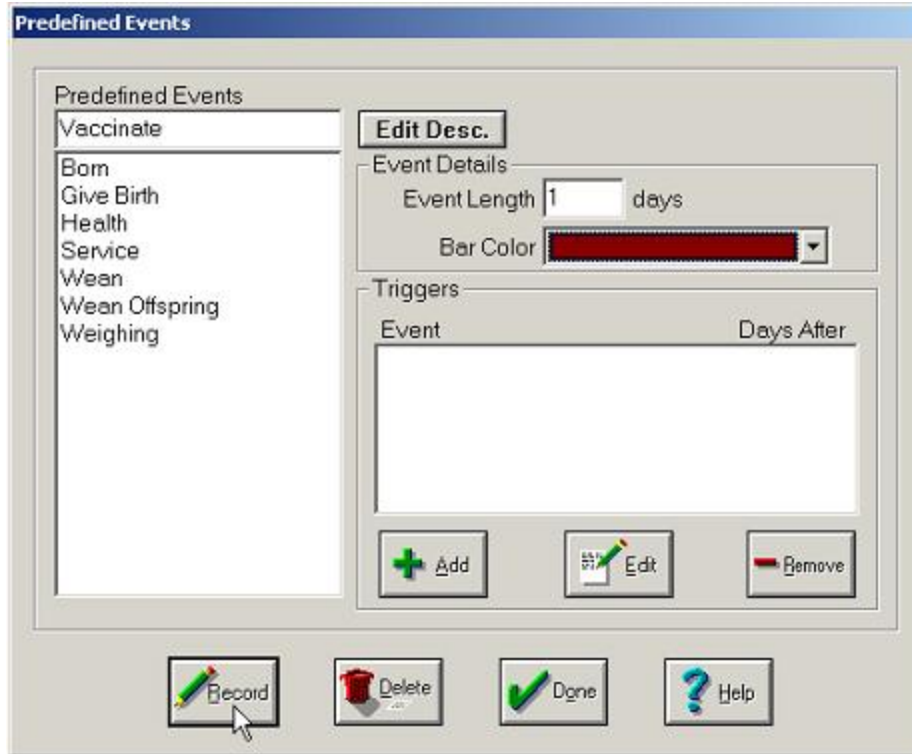 Predefined Events
Predefined Events
Vaccinate
Born
Give Birth
Health
Service
Wean
Wean Offspring
Weighing
Edit Desc.
Event Details
Event Length 1 days
Bar Color
Triggers
Event Days After
Add Edit Remove
Record Delete Done Help